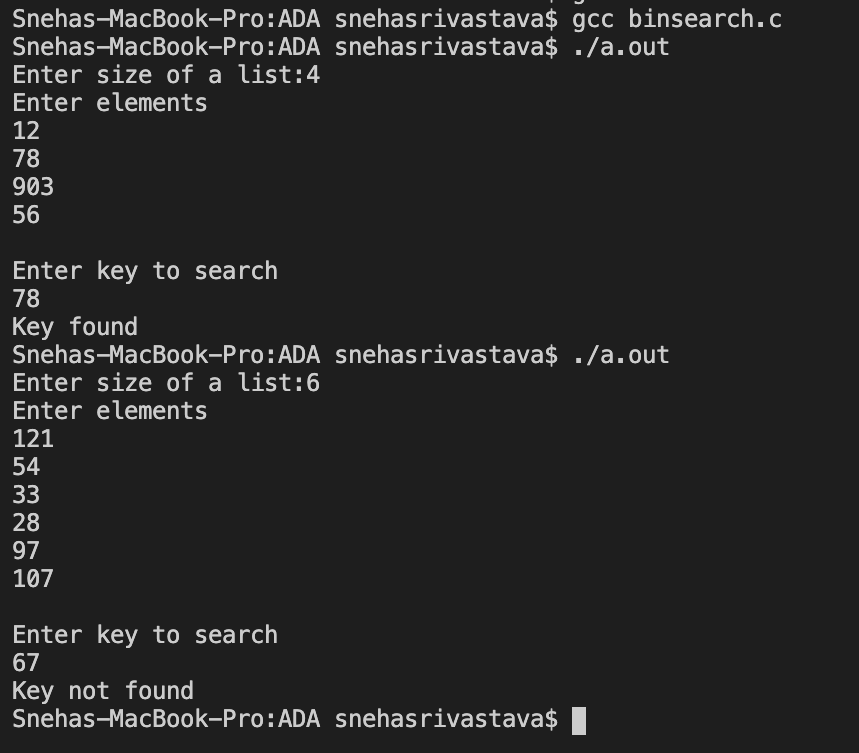 Snehas-MacBook-Pro:ADA snehasrivastava$ gcc binsearch.c
Snehas-MacBook-Pro:ADA snehasrivastava$ ./a.out
Enter size of a list:4
Enter elements
12
78
903
56
Enter key to search
78
Key found
Snehas-MacBook-Pro:ADA snehasrivastava$ ./a.out
Enter size of a list:6
Enter elements
121
54
33
28
97
107
Enter key to search
67
Key not found
Snehas-MacBook-Pro:ADA snehasrivastava$